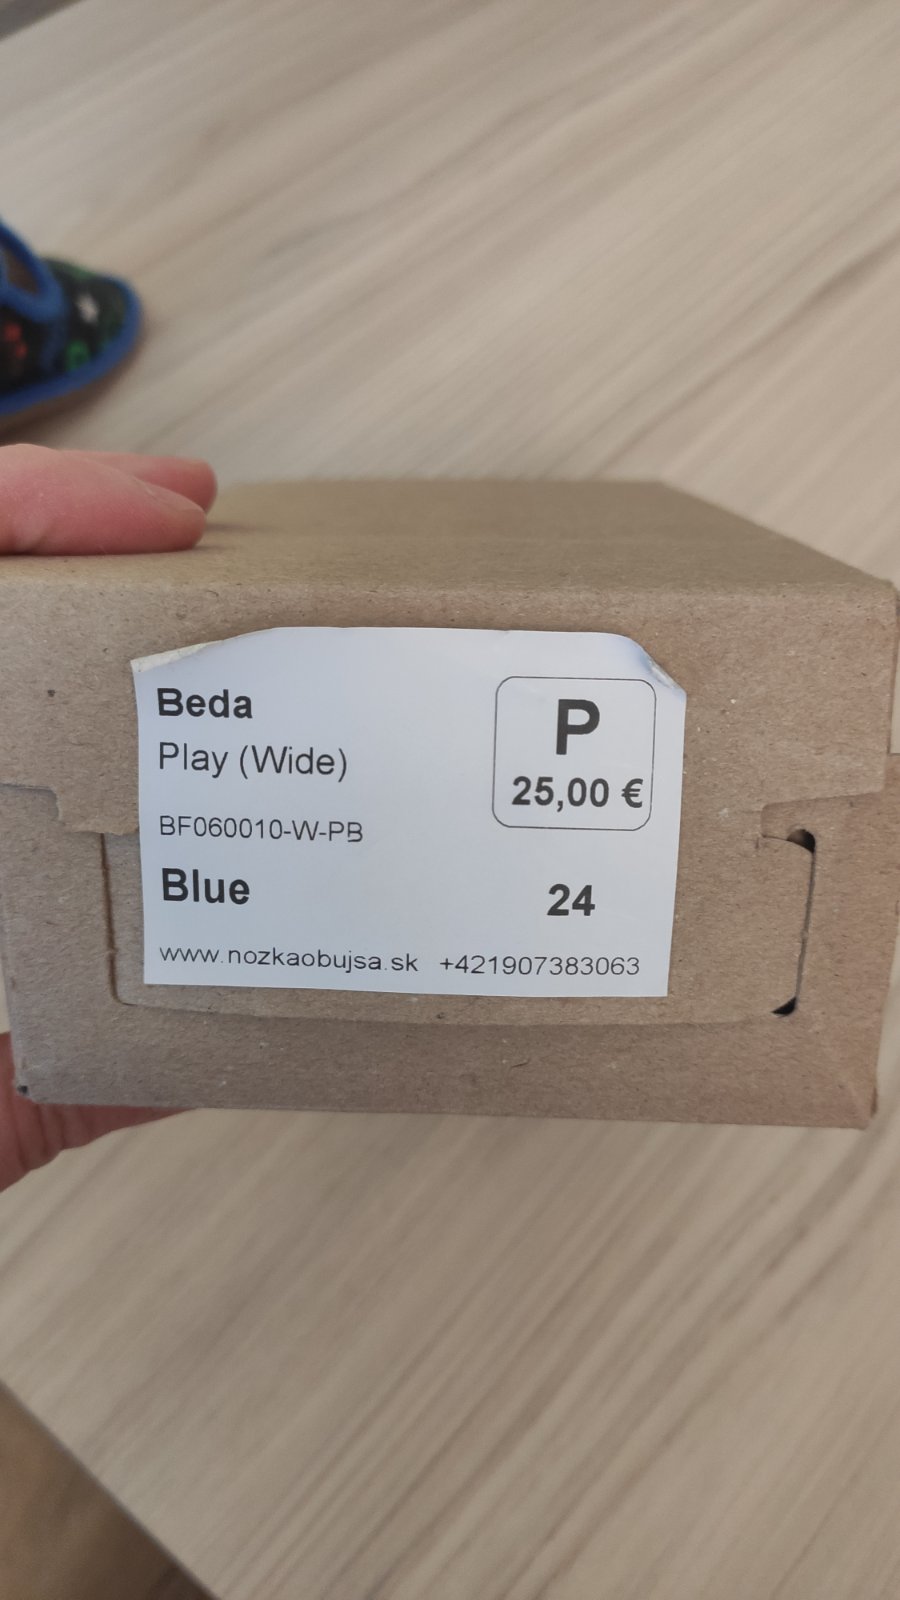 Beda
Play (Wide)
P
25,00 €
BF060010-W-PB
Blue 24
www.nozkaobujsa.sk +421907383063